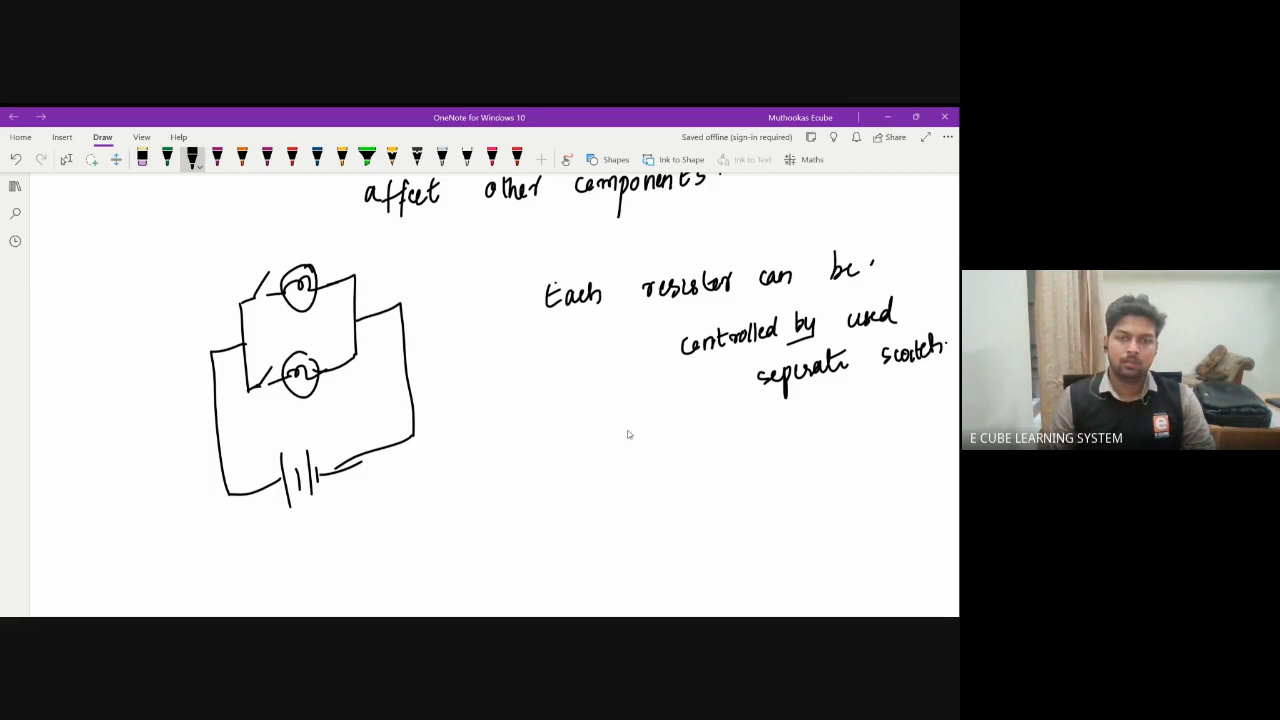 OneNote for Windows 10
Muthookas Ecube
Home Insert Draw View Help
Saved offline (sign-in required)
Share
Shapes
Ink to Shape
Ink to Text
Maths
affect other components.
Each resistor can be.
controlled by used
seperate switch.
E CUBE LEARNING SYSTEM
E CUBE